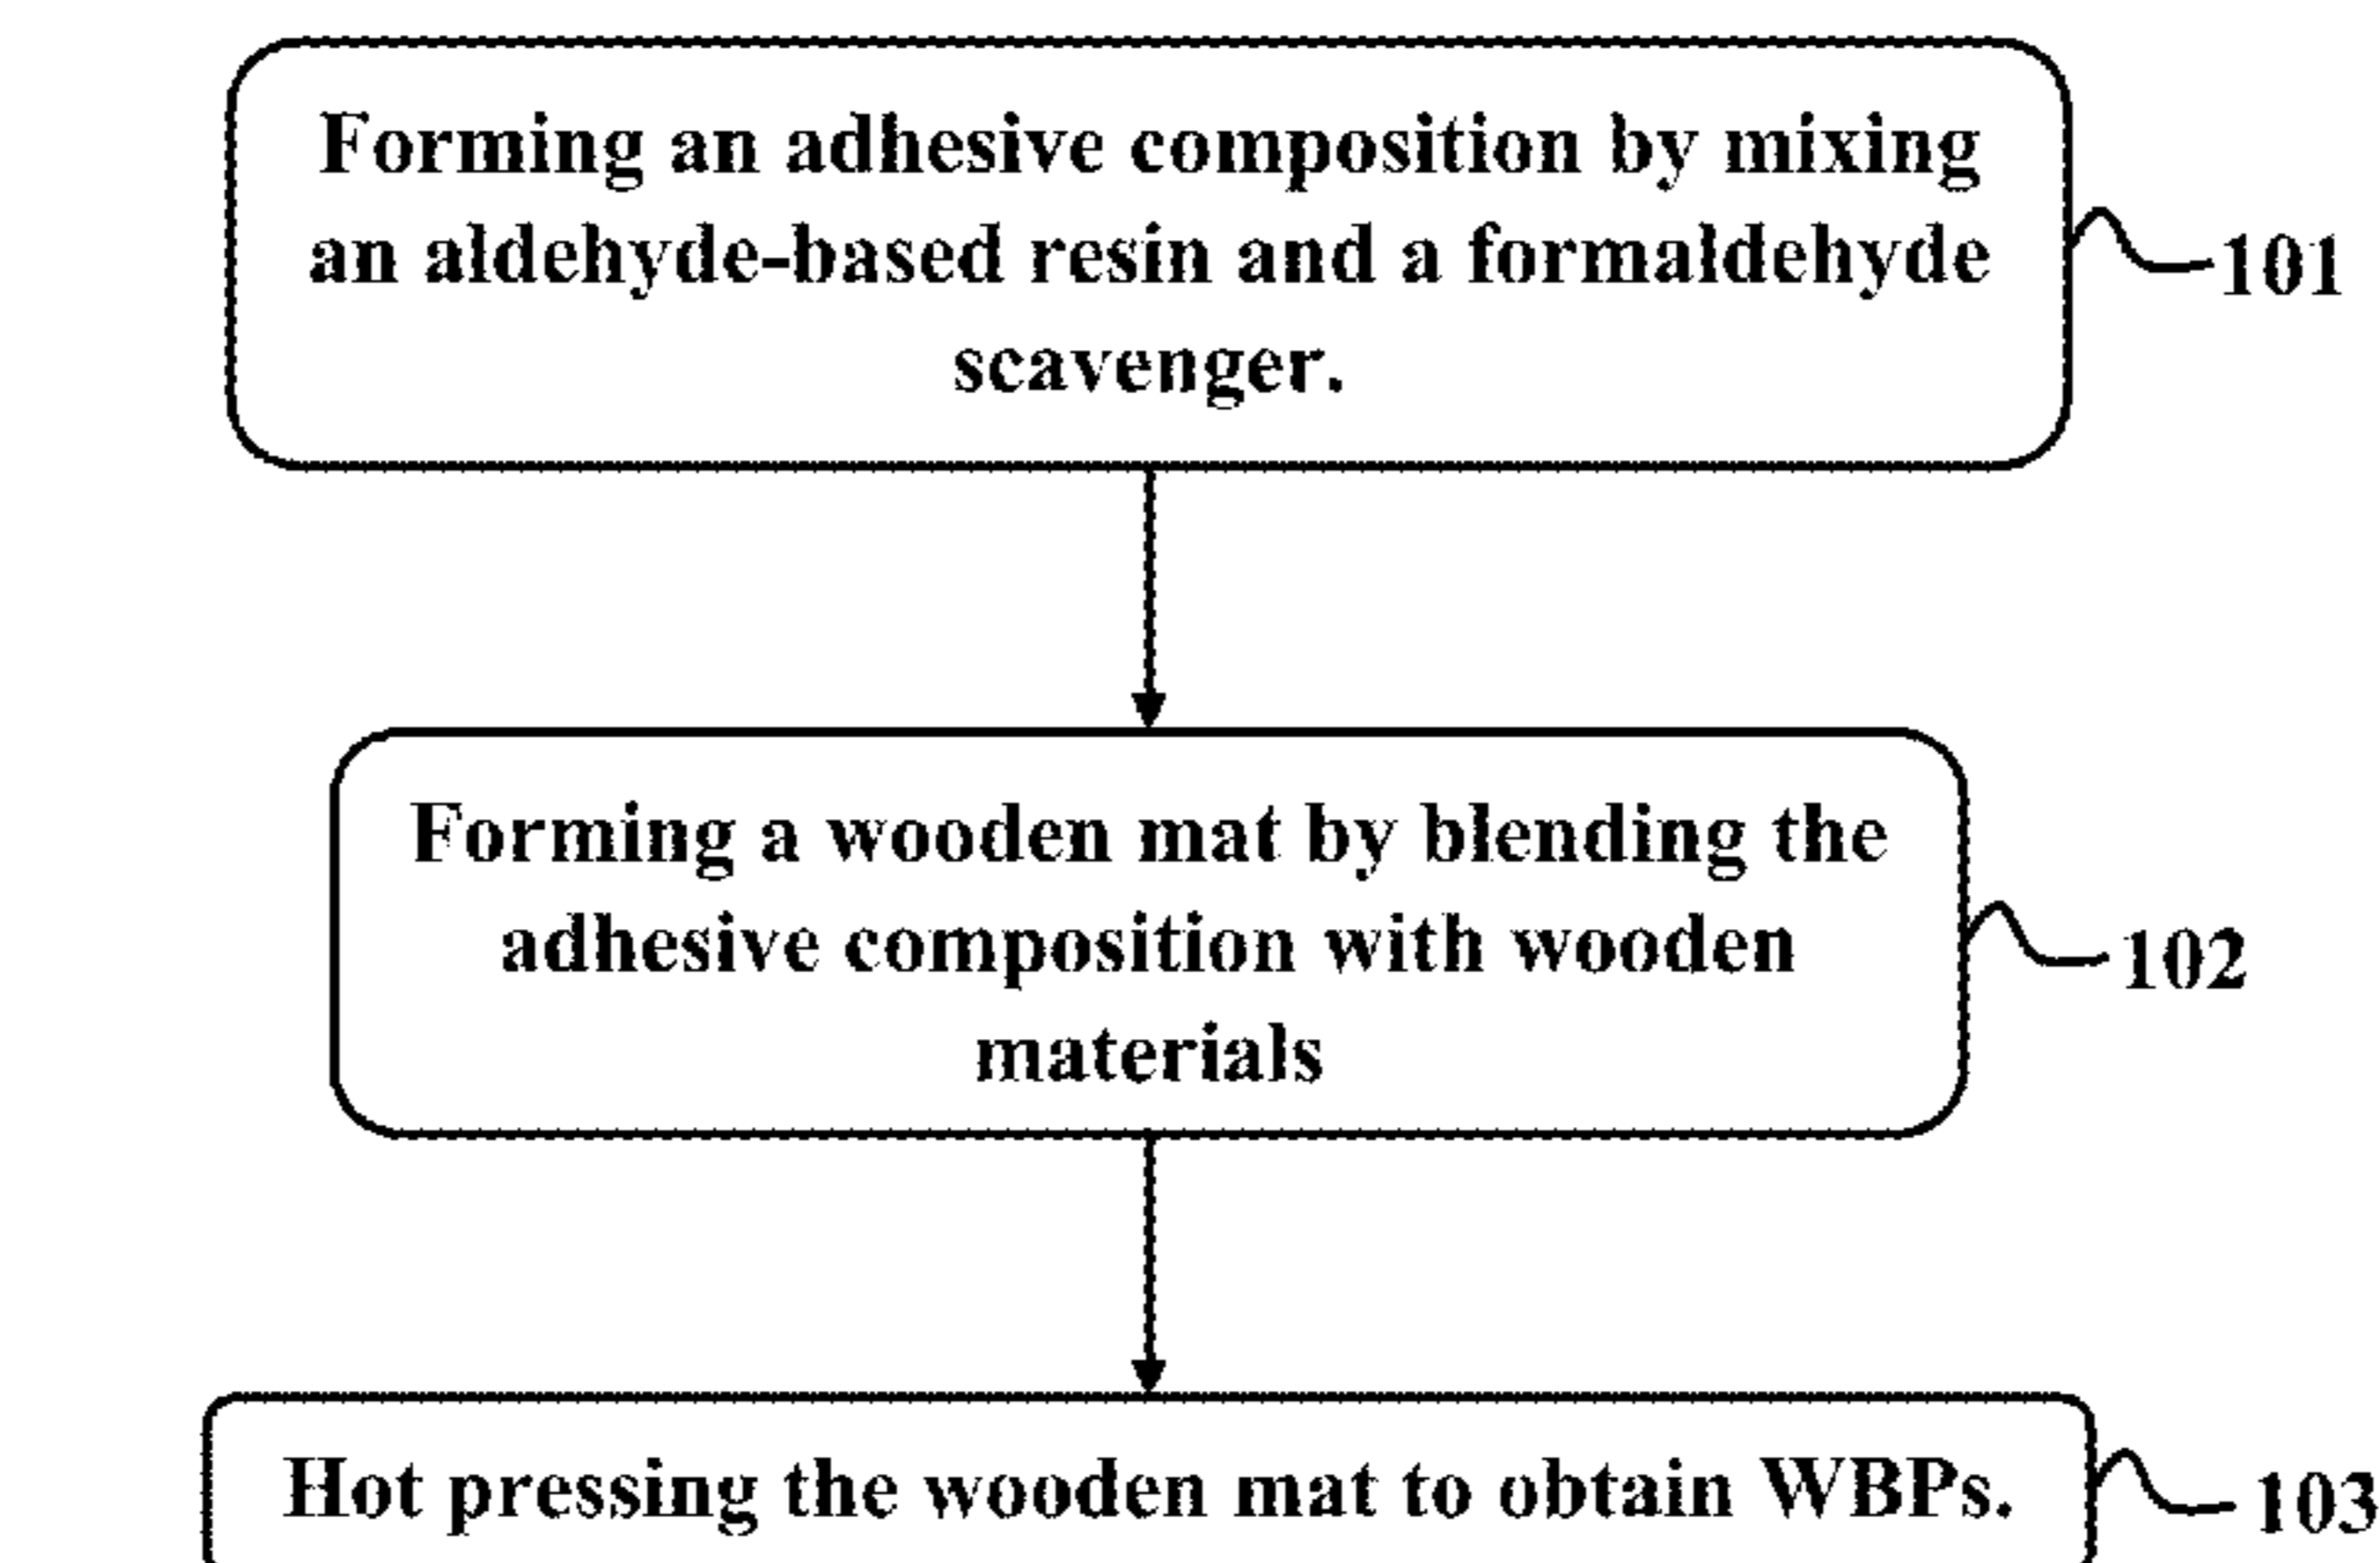 Forming an adhesive composition by mixing
an aldehyde-based resin and a formaldehyde
scavenger.
101
Forming a wooden mat by blending the
adhesive composition with wooden
materials
102
Hot pressing the wooden mat to obtain WBPs.
103